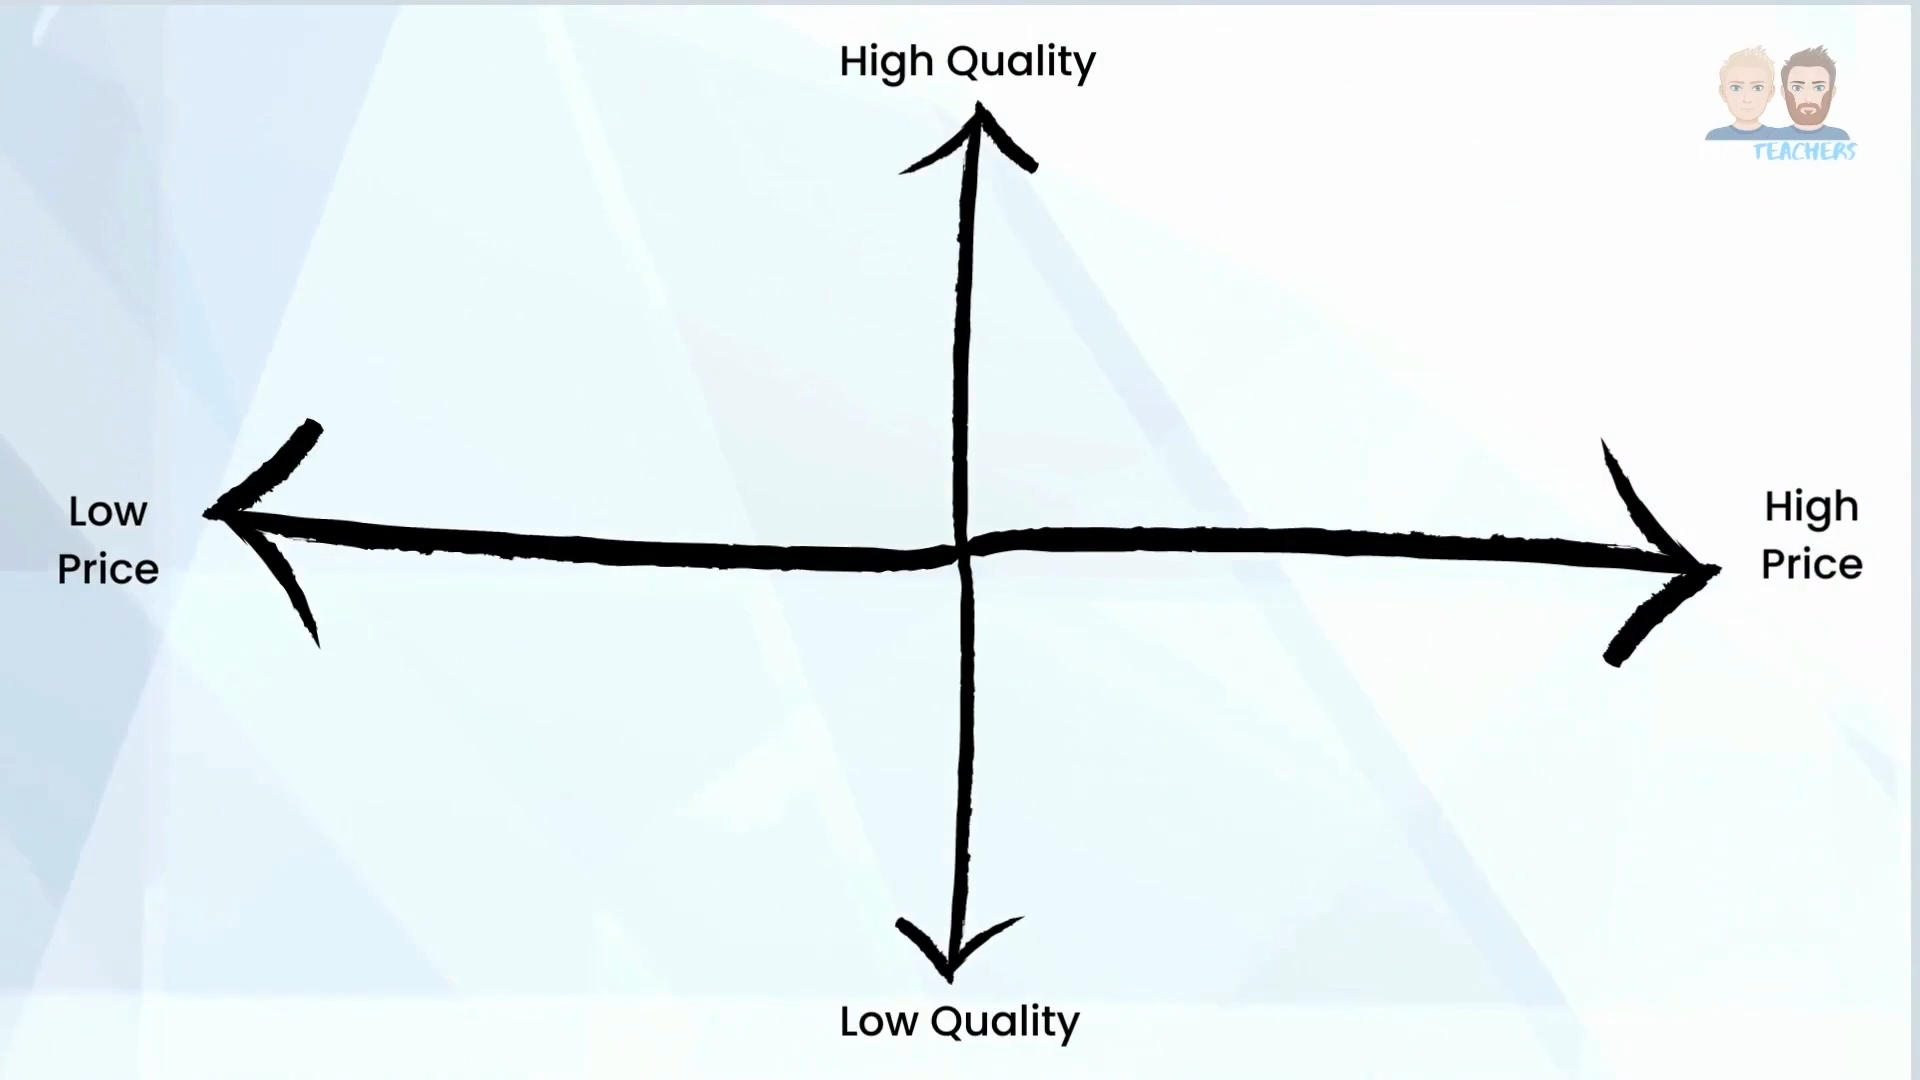 High Quality
TEACHERS
Low
Price
High
Price
Low Quality